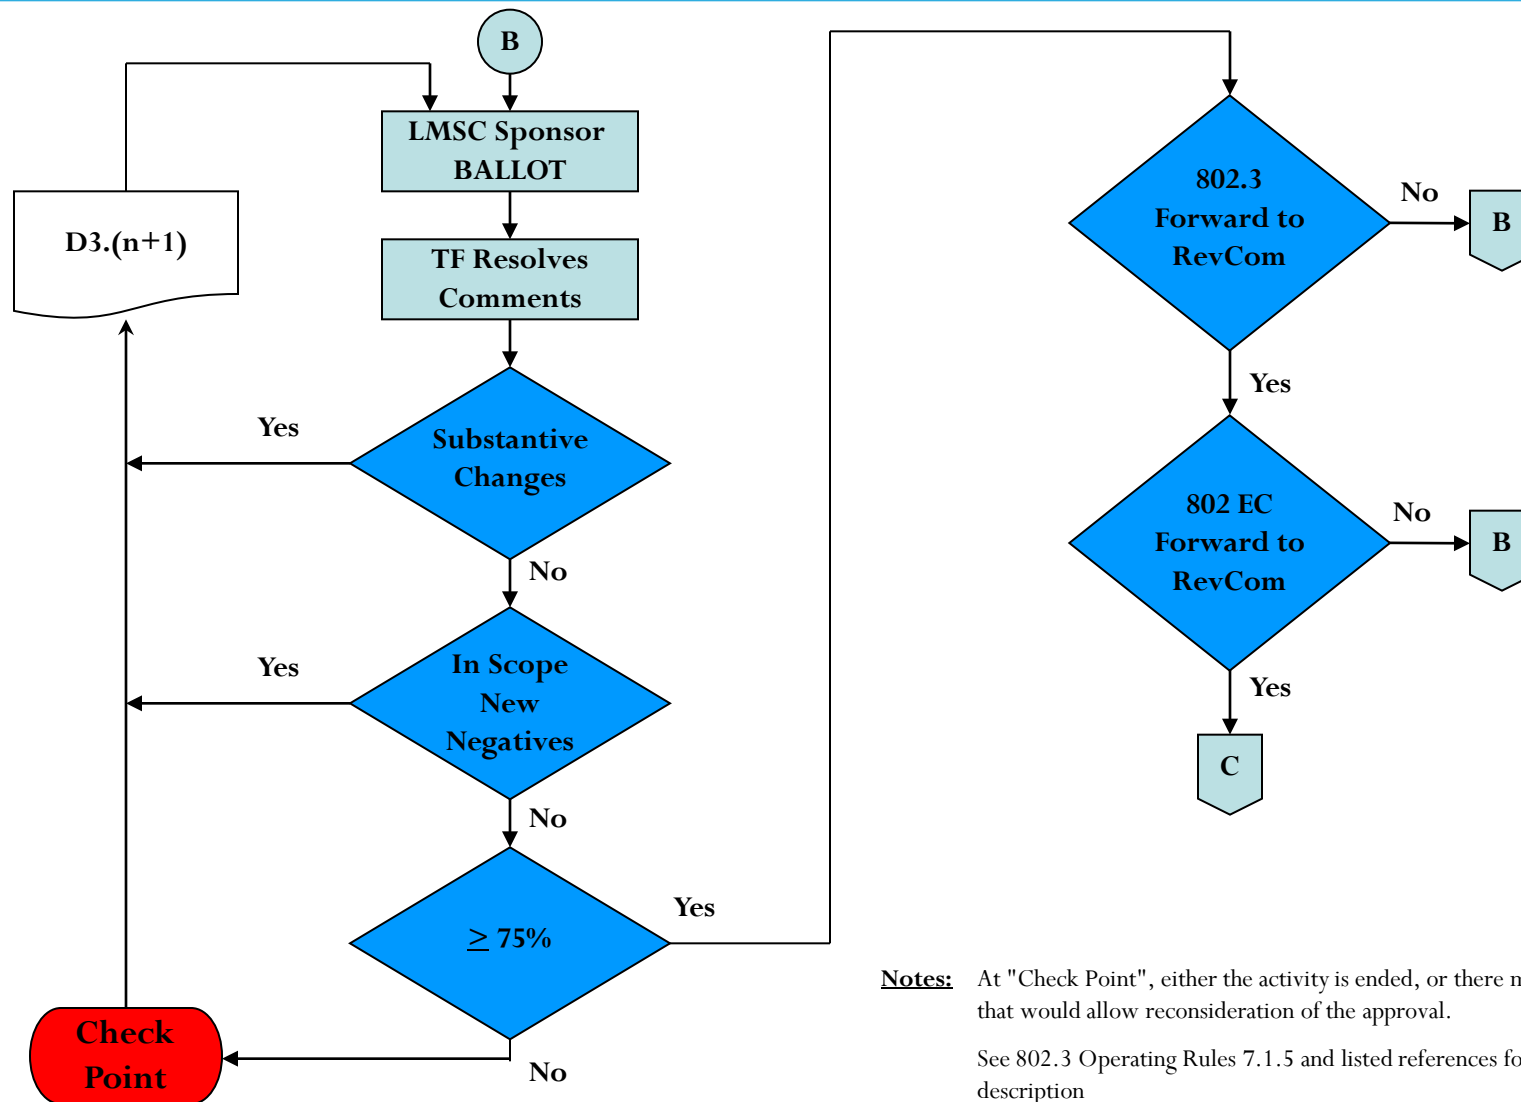 B
LMSC Sponsor
BALLOT
D3.(n+1)
TF Resolves
Comments
Yes
Substantive
Changes
No
Yes
In Scope
New
Negatives
No
≥ 75%
Yes
Check
Point
No
802.3
Forward to
RevCom
No
B
Yes
802 EC
Forward to
RevCom
No
B
Yes
C
Notes: At "Check Point", either the activity is ended, or there
that would allow reconsideration of the approval.
See 802.3 Operating Rules 7.1.5 and listed references
description